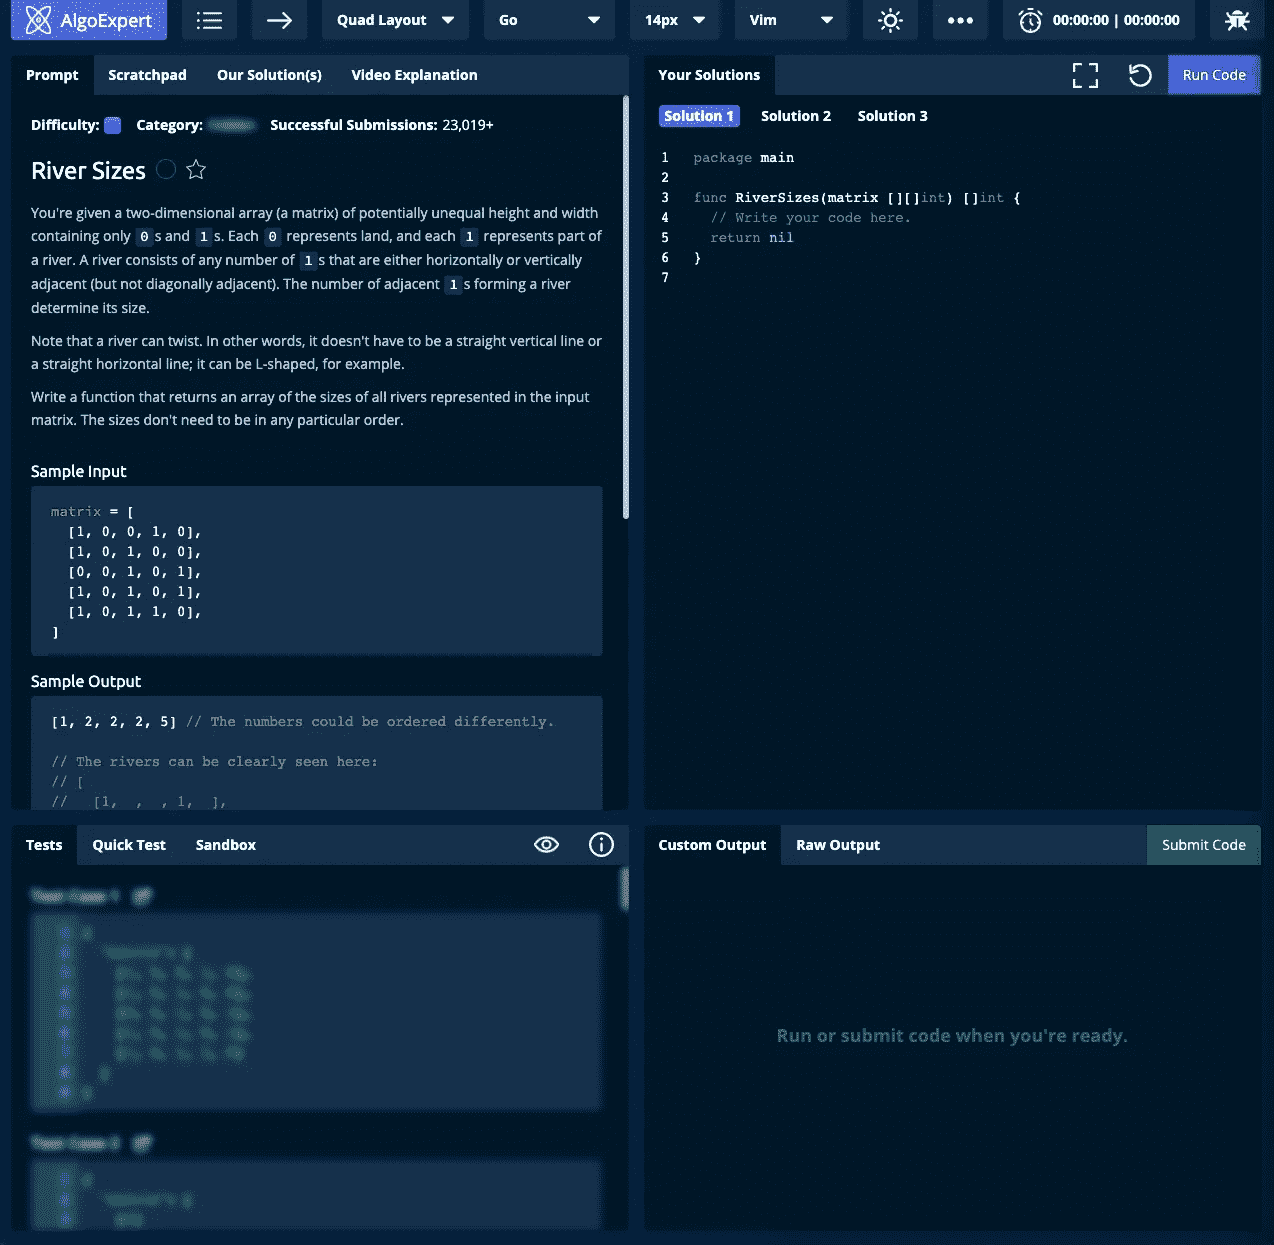 AlgoExpert
Quad Layout
Go
14px
Vim
00:00:00 | 00:00:00
Prompt
Scratchpad
Our Solution(s)
Video Explanation
Difficulty:
Category:
Successful Submissions: 23,019+
River Sizes
You're given a two-dimensional array (a matrix) of potentially unequal height and width
containing only 0 s and 1 s. Each 0 represents land, and each 1 represents part of
a river. A river consists of any number of 1 s that are either horizontally or vertically
adjacent (but not diagonally adjacent). The number of adjacent 1 s forming a river
determine its size.
Note that a river can twist. In other words, it doesn't have to be a straight vertical line or
a straight horizontal line; it can be L-shaped, for example.
Write a function that returns an array of the sizes of all rivers represented in the input
matrix. The sizes don't need to be in any particular order.
Sample Input
matrix = [
[1, 0, 0, 1, 0],
[1, 0, 1, 0, 0],
[0, 0, 1, 0, 1],
[1, 0, 1, 0, 1],
[1, 0, 1, 1, 0],
]
Sample Output
[1, 2, 2, 2, 5] // The numbers could be ordered differently.
// The rivers can be clearly seen here:
// [
// [1, , , 1, ],
Your Solutions
Run Code
Solution 1
Solution 2
Solution 3
1 package main
2
3 func RiverSizes(matrix [][]int) []int {
4 // Write your code here.
5 return nil
6 }
7
Tests
Quick Test
Sandbox
Custom Output
Raw Output
Submit Code
Run or submit code when you're ready.